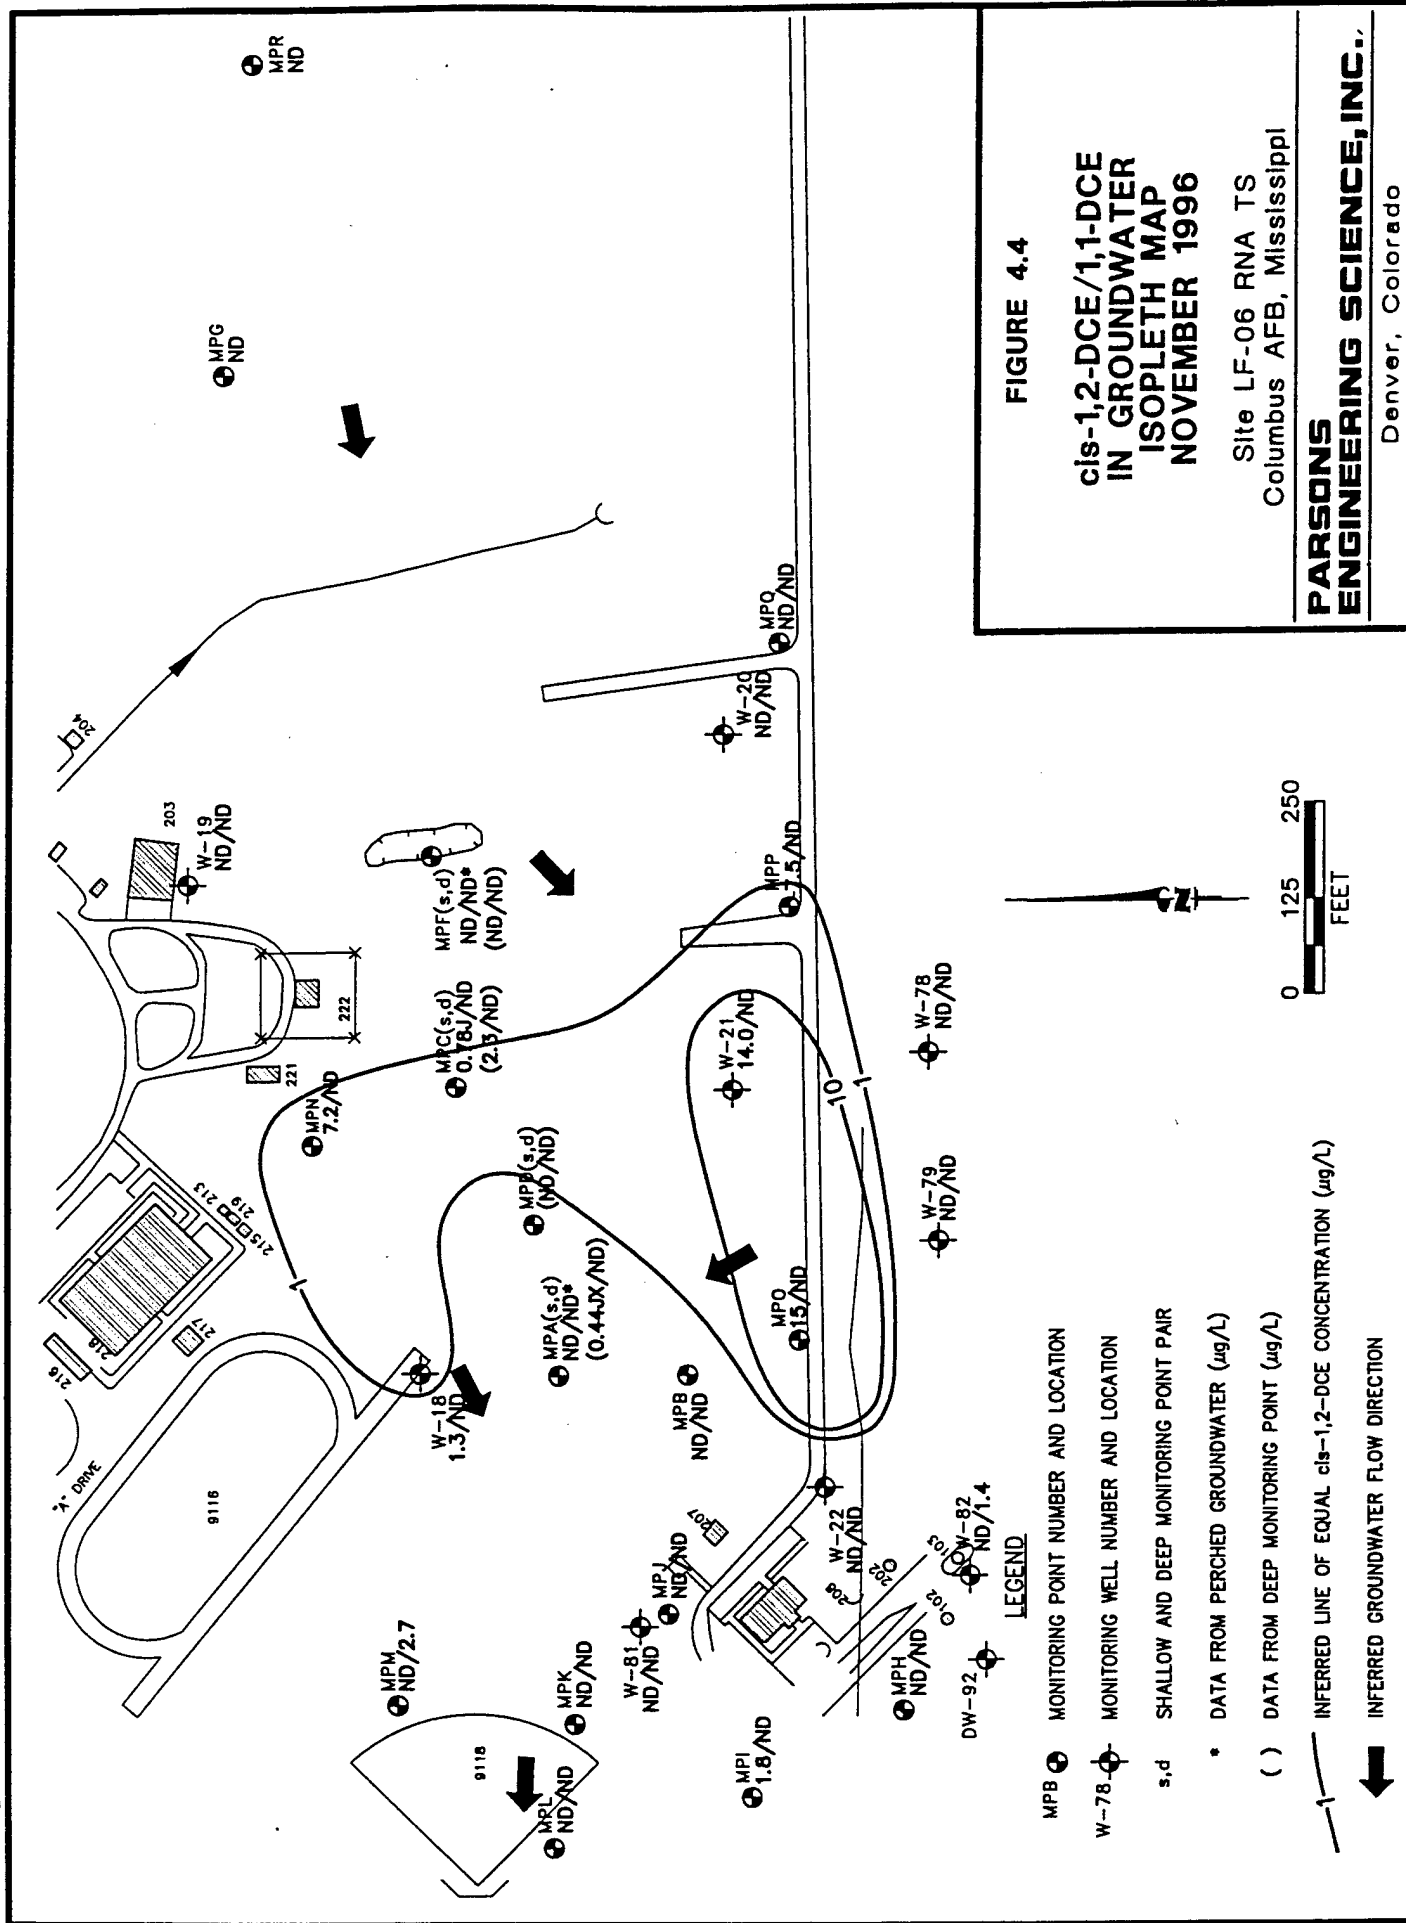 MPR
ND
MPG
ND
204
203
W-19
ND/ND
MPF(s,d)
ND/ND*
(ND/ND)
222
221
MPC(s,d)
0.78J/ND
(2.3/ND)
MPN
7.2/ND
MPQ
ND/ND
W-20
ND/ND
MPP
7.5/ND
W-21
14.0/ND
W-78
ND/ND
W-79
ND/ND
10
1
1
213
219
215
217
218
216
"A" DRIVE
9116
(ND/ND)
MPA(s,d)
ND/ND*
(0.44JX/ND)
MPO
15/ND
W-18
1.3/ND
MPB
ND/ND
MPM
ND/2.7
MPK
ND/ND
9118
MPL
ND/ND
W-81
ND/ND
MPJ
ND/ND
207
W-22
ND/ND
MPI
1.8/ND
MPH
ND/ND
208
202
103
102
W-82
ND/1.4
DW-92
LEGEND
MPB MONITORING POINT NUMBER AND LOCATION
W-78 MONITORING WELL NUMBER AND LOCATION
s,d SHALLOW AND DEEP MONITORING POINT PAIR
* DATA FROM PERCHED GROUNDWATER (µg/L)
( ) DATA FROM DEEP MONITORING POINT (µg/L)
1 INFERRED LINE OF EQUAL cis-1,2-DCE CONCENTRATION (µg/L)
INFERRED GROUNDWATER FLOW DIRECTION
N
0 125 250
FEET
FIGURE 4.4
cis-1,2-DCE/1,1-DCE
IN GROUNDWATER
ISOPLETH MAP
NOVEMBER 1996
Site LF-06 RNA TS
Columbus AFB, Mississippi
PARSONS
ENGINEERING SCIENCE, INC.
Denver, Colorado